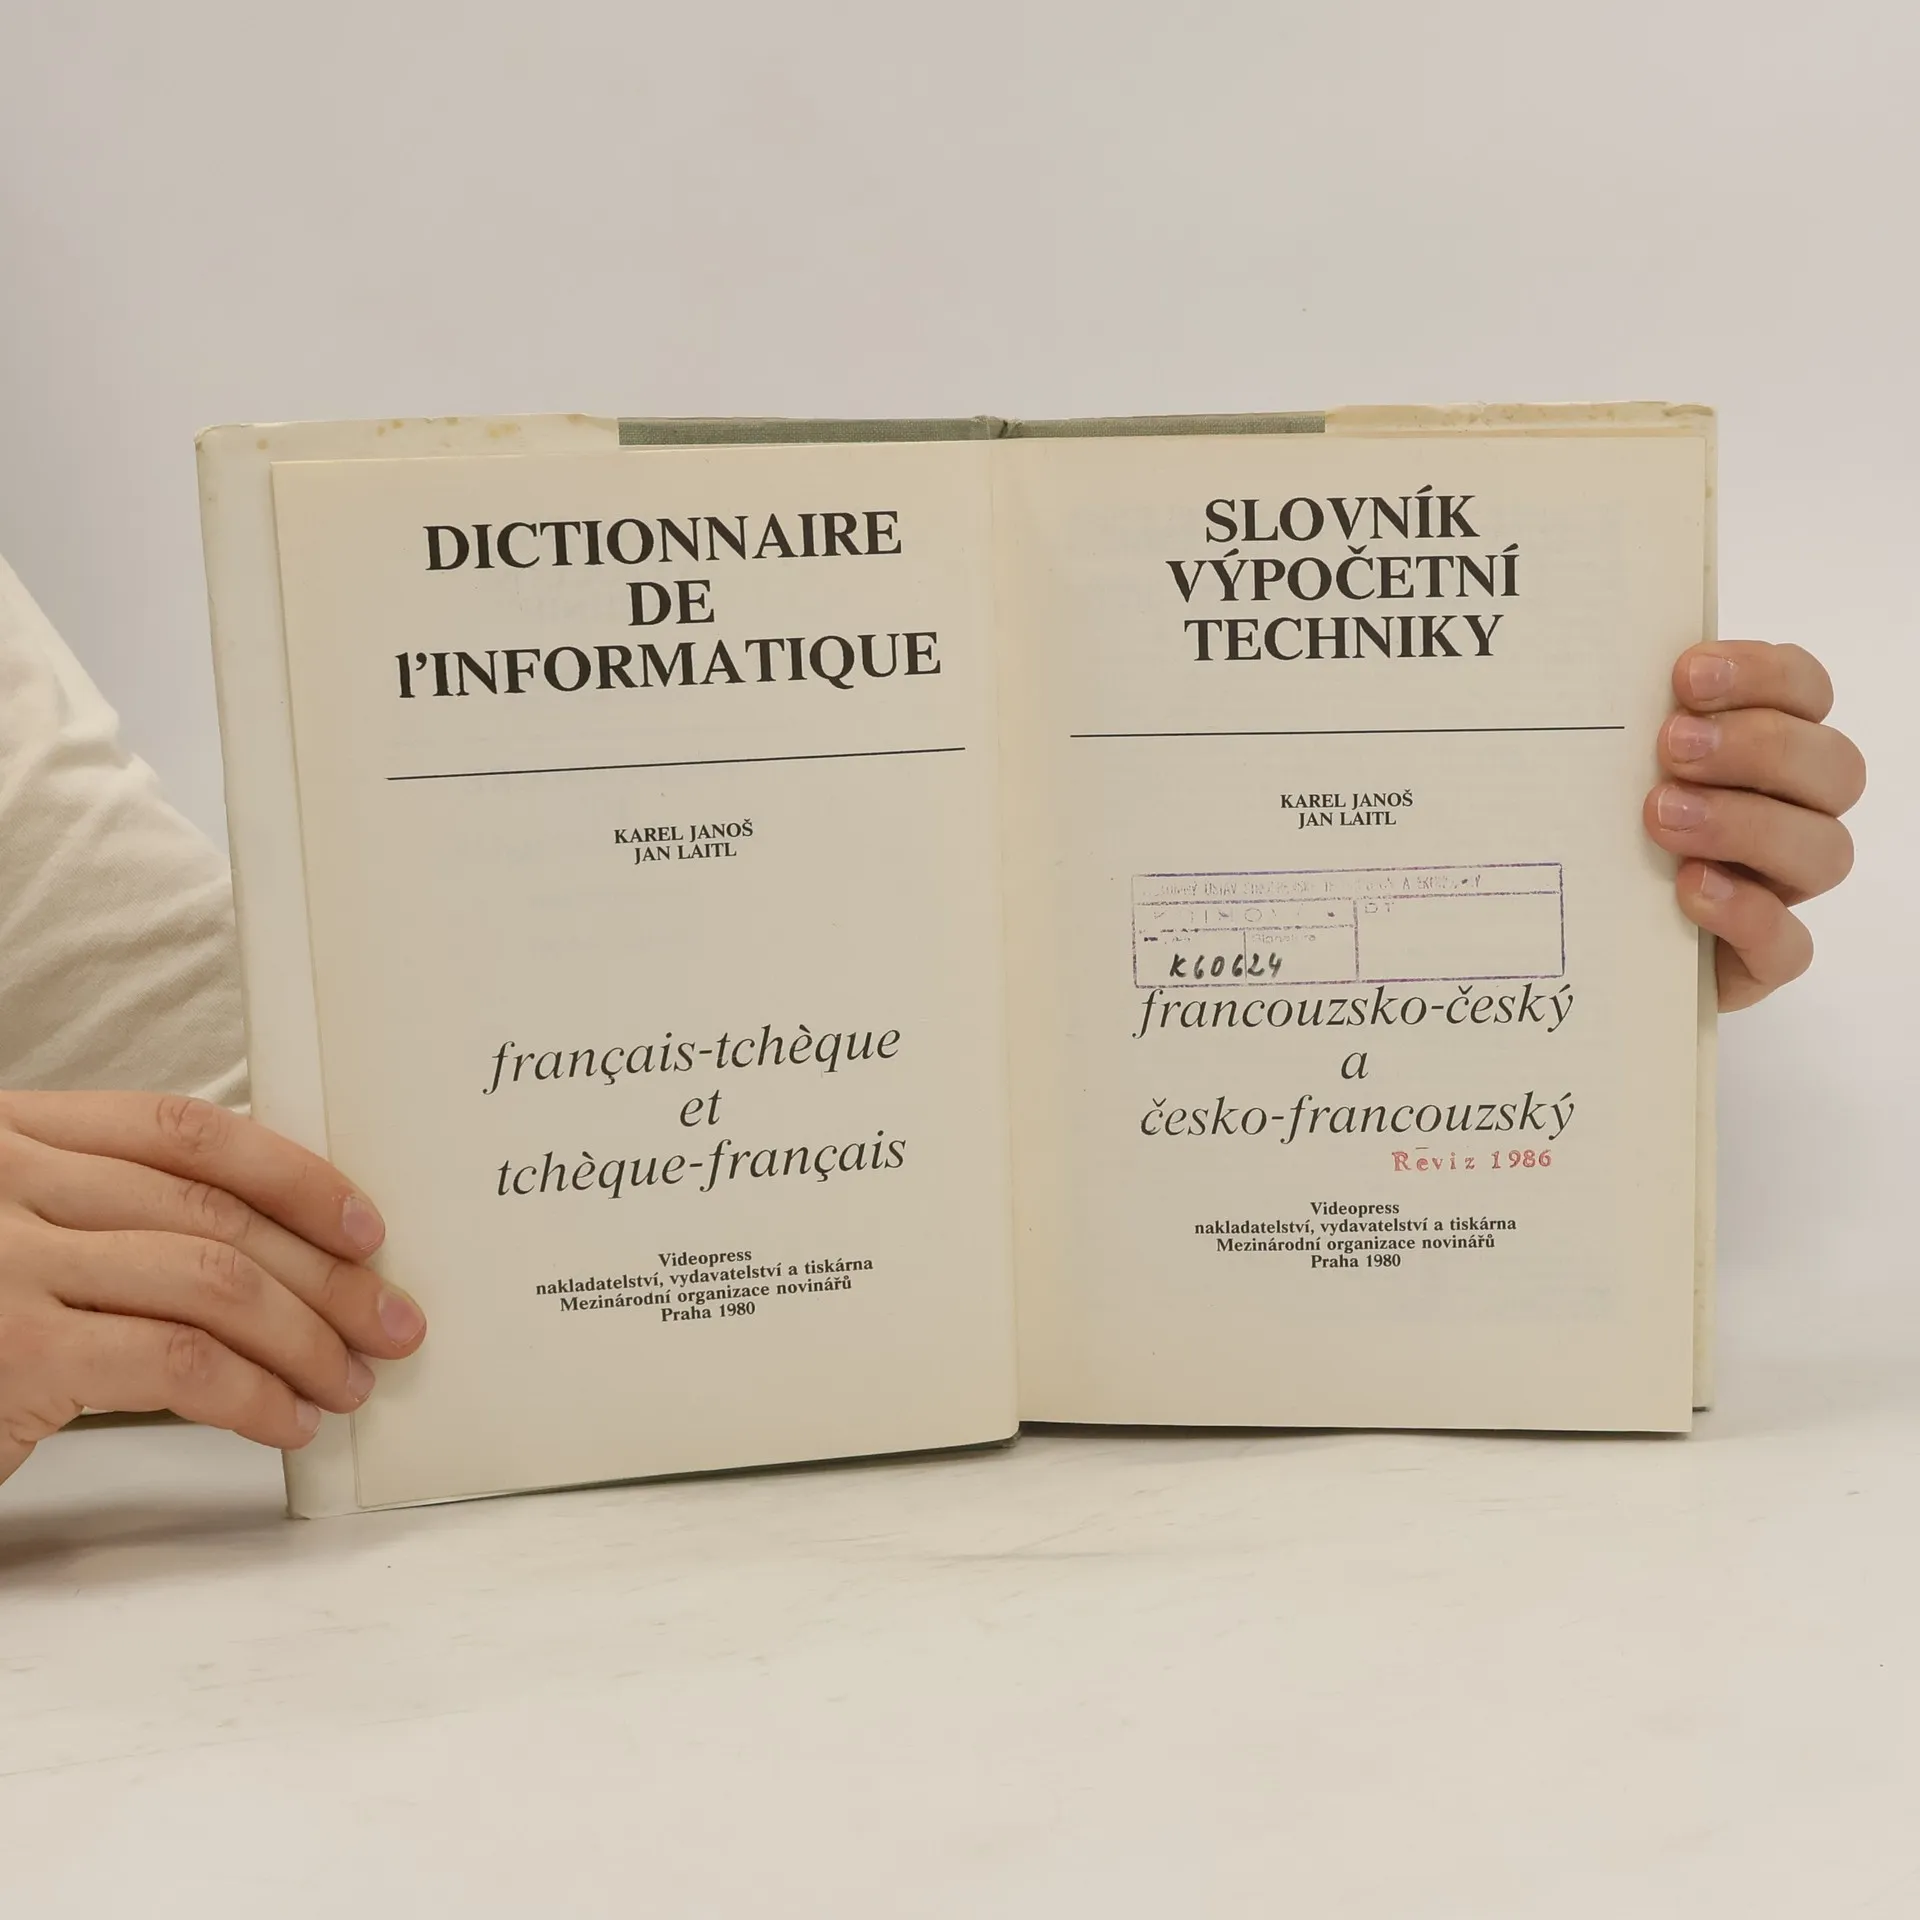 DICTIONNAIRE
DE
l'INFORMATIQUE
KAREL JANOŠ
JAN LAITL
français-tchèque
et
tchèque-français
Videopress
nakladatelství, vydavatelství a tiskárna
Mezinárodní organizace novinářů
Praha 1980
SLOVNÍK
VÝPOČETNÍ
TECHNIKY
KAREL JANOŠ
JAN LAITL
DT
Signatura
K60624
francouzsko-český
a
česko-francouzský
Reviz 1986
Videopress
nakladatelství, vydavatelství a tiskárna
Mezinárodní organizace novinářů
Praha 1980